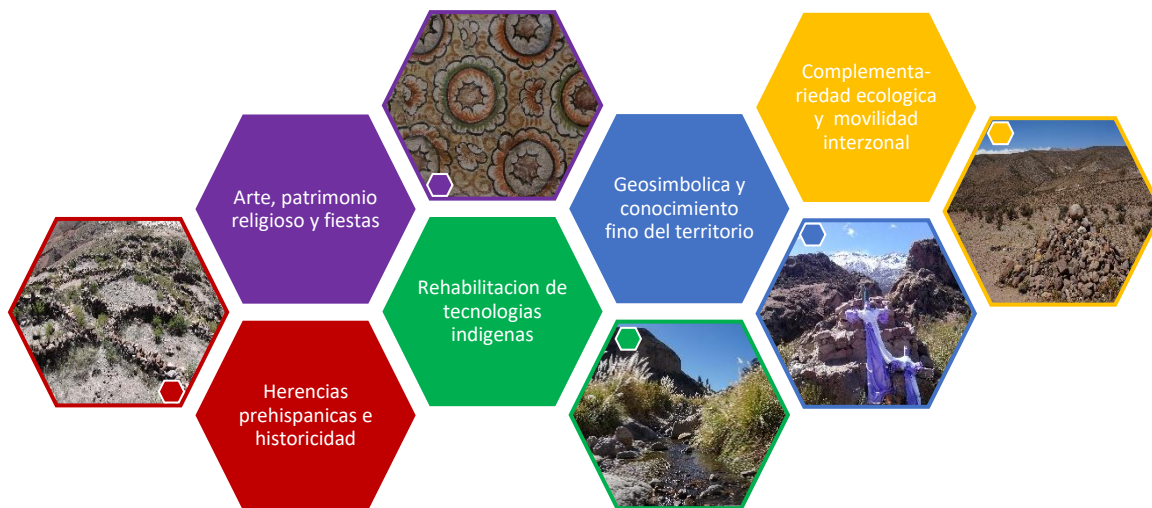 Complementa-
riedad ecologica
y movilidad
interzonal
Arte, patrimonio
religioso y fiestas
Geosimbolica y
conocimiento
fino del territorio
Rehabilitacion de
tecnologias
indigenas
Herencias
prehispanicas e
historicidad